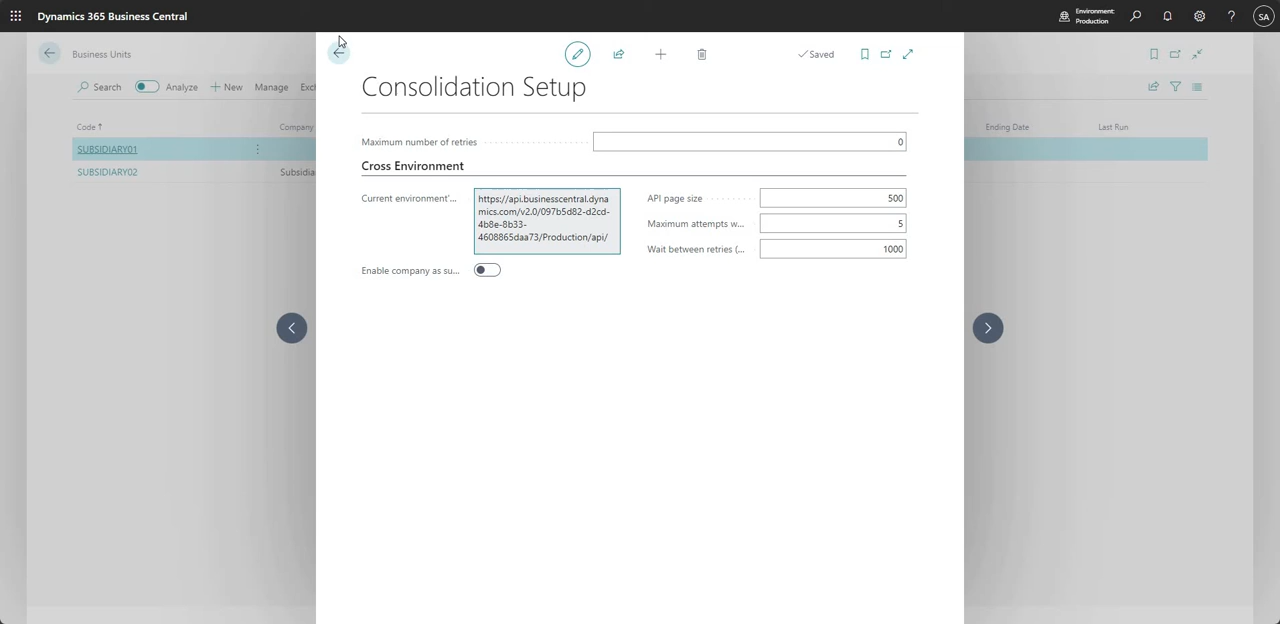 Dynamics 365 Business Central
Environment:
Production
?
SA
Business Units
Saved
Consolidation Setup
Search
Analyze
New
Manage
Exc
Code ↑
Company
Ending Date
Last Run
SUBSIDIARY01
SUBSIDIARY02
Subsidia
Maximum number of retries
0
Cross Environment
Current environment'...
https://api.businesscentral.dyna
mics.com/v2.0/097b5d82-d2cd-
4b8e-8b33-
4608865daa73/Production/api/
API page size
500
Maximum attempts w...
5
Wait between retries (...
1000
Enable company as su...